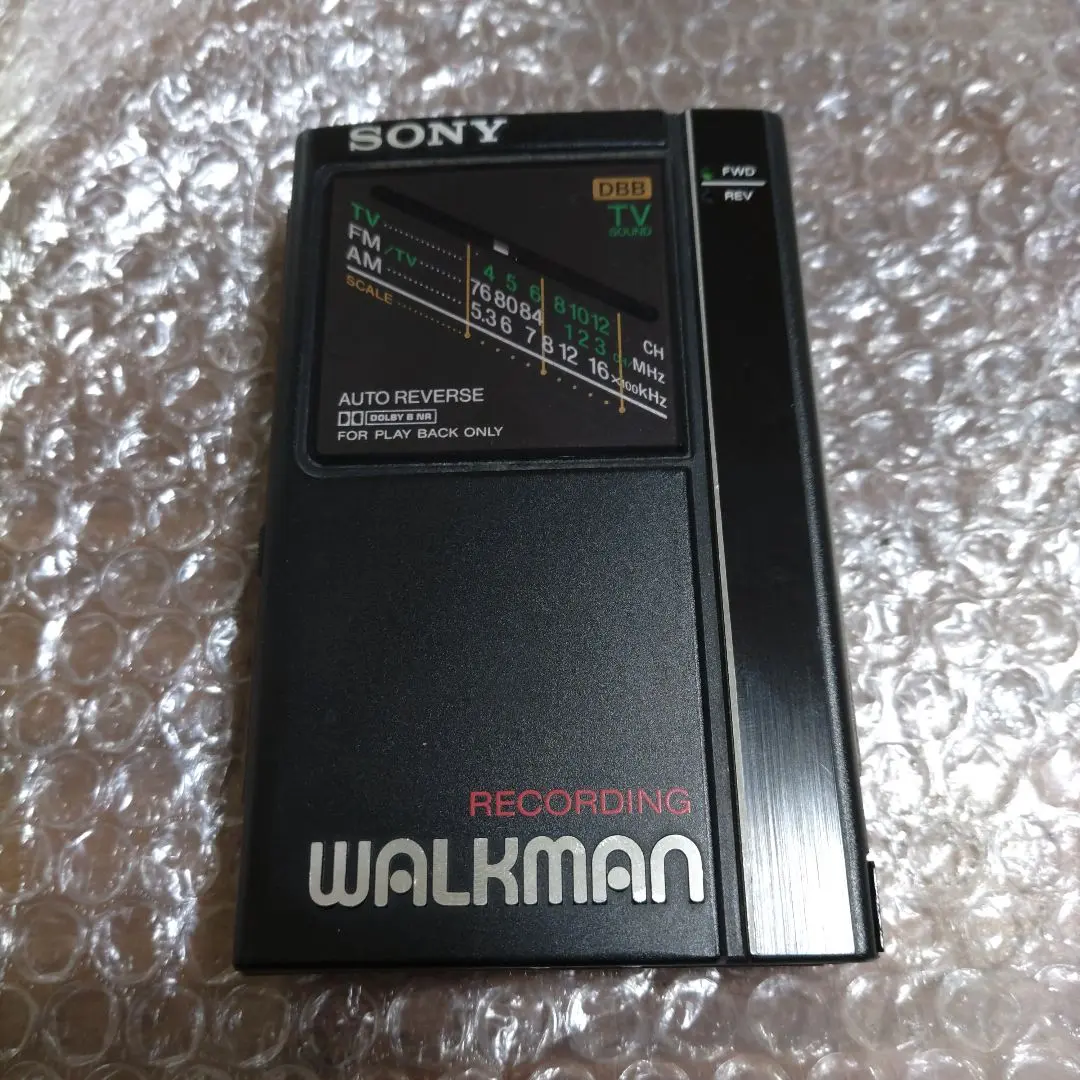 SONY
FWD
REV
DBB
TV
SOUND
TV
4 5 6 8 10 12 CH
FM/TV
76 80 84 1 2 3 CH/MHz
AM
5.3 6 7 8 12 16 ×100kHz
SCALE
AUTO REVERSE
DOLBY B NR
FOR PLAY BACK ONLY
RECORDING
WALKMAN